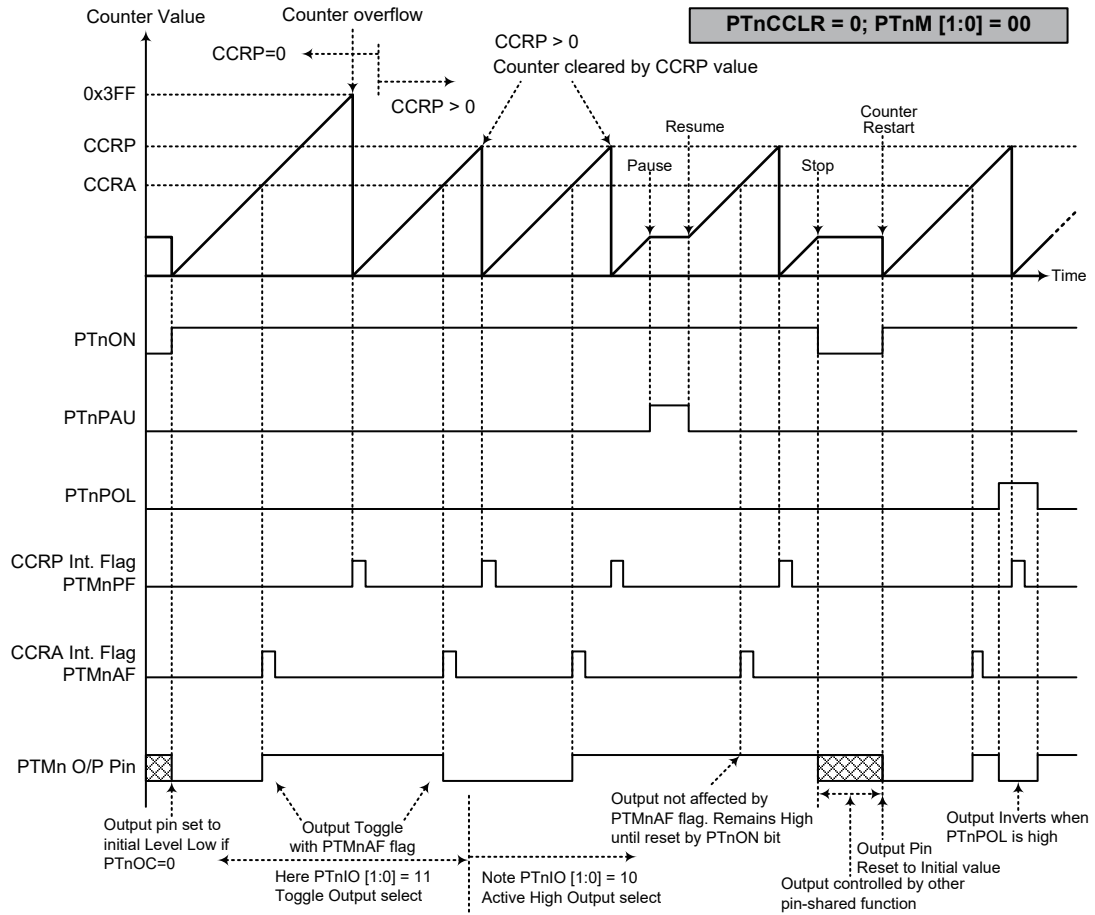 Counter Value
Counter overflow
PTnCCLR = 0; PTnM [1:0] = 00
CCRP=0
CCRP > 0
CCRP > 0
Counter cleared by CCRP value
0x3FF
CCRP
CCRA
Pause
Resume
Stop
Counter
Restart
Time
PTnON
PTnPAU
PTnPOL
CCRP Int. Flag
PTMnPF
CCRA Int. Flag
PTMnAF
PTMn O/P Pin
Output pin set to
initial Level Low if
PTnOC=0
Output Toggle
with PTMnAF flag
Here PTnIO [1:0] = 11
Toggle Output select
Note PTnIO [1:0] = 10
Active High Output select
Output not affected by
PTMnAF flag. Remains High
until reset by PTnON bit
Output Pin
Reset to Initial value
Output controlled by other
pin-shared function
Output Inverts when
PTnPOL is high